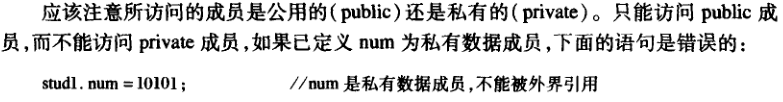 应该注意所访问的成员是公用的(public)还是私有的(private)。只能访问 public 成
员,而不能访问 private 成员,如果已定义 num 为私有数据成员,下面的语句是错误的:
stud1.num=10101; //num 是私有数据成员,不能被外界引用